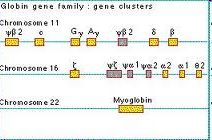 Globin gene family : gene clusters
Chromosome 11
ψβ2 ε Gγ Aγ ψβ2 δ β
Chromosome 16
ζ ψζ ψα1 ψα2 α2 α1 θ2
Chromosome 22
Myoglobin